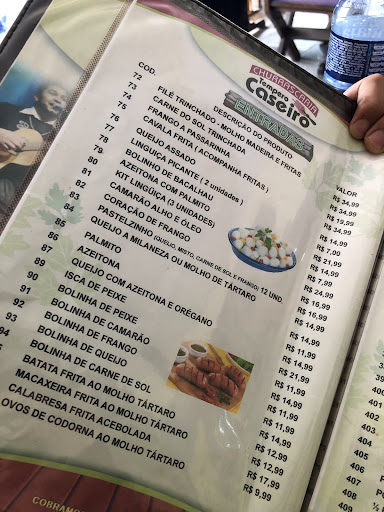 CHURRASCARIA
Tempero
Caseiro
ENTRADAS
COD.
72
73
74
75
76
77
79
80
81
82
83
84
85
86
87
89
90
91
92
93
94
DESCRIÇÃO DO PRODUTO
FILÉ TRINCHADO - MOLHO MADEIRA E FRITAS
CARNE DO SOL TRINCHADA
FRANGO A PASSARINHA
CAVALA FRITA ( ACOMPANHA FRITAS )
QUEIJO ASSADO
LINGUIÇA PICANTE ( 2 unidades )
BOLINHO DE BACALHAU
AZEITONA COM PALMITO
KIT LINGÜIÇA (3 UNIDADES)
CAMARÃO ALHO E ÓLEO
CORAÇÃO DE FRANGO
PASTELZINHO (QUEIJO, MISTO, CARNE DE SOL E FRANGO) 12 UND.
QUEIJO A MILANEZA OU MOLHO DE TÁRTARO
PALMITO
AZEITONA
QUEIJO COM AZEITONA E ORÉGANO
ISCA DE PEIXE
BOLINHA DE PEIXE
BOLINHA DE CAMARÃO
BOLINHA DE FRANGO
BOLINHA DE QUEIJO
BOLINHA DE CARNE DE SOL
BATATA FRITA AO MOLHO TÁRTARO
MACAXEIRA FRITA AO MOLHO TÁRTARO
CALABRESA FRITA ACEBOLADA
OVOS DE CODORNA AO MOLHO TÁRTARO
VALOR
R$ 34,99
R$ 34,99
R$ 19,99
R$ 34,99
R$ 14,99
R$ 7,00
R$ 21,99
R$ 14,99
R$ 7,99
R$ 24,99
R$ 16,99
R$ 16,99
R$ 14,99
R$ 14,99
R$ 11,99
R$ 14,99
R$ 21,99
R$ 11,99
R$ 14,99
R$ 11,99
R$ 11,99
R$ 14,99
R$ 12,99
R$ 12,99
R$ 17,99
R$ 9,99
COBRAMOS
400
401
402
403
404
405
406
407
408
409